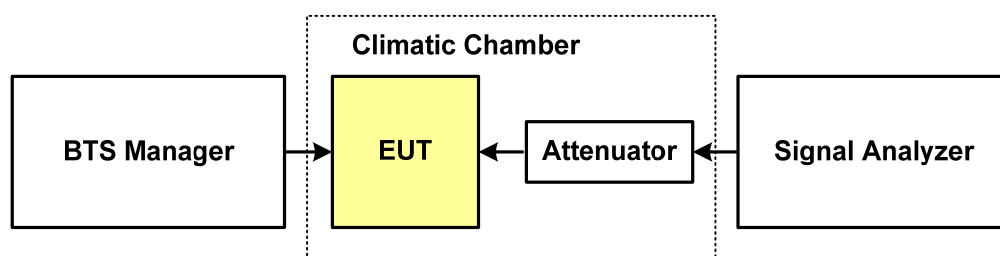 Climatic Chamber
BTS Manager
EUT
Attenuator
Signal Analyzer